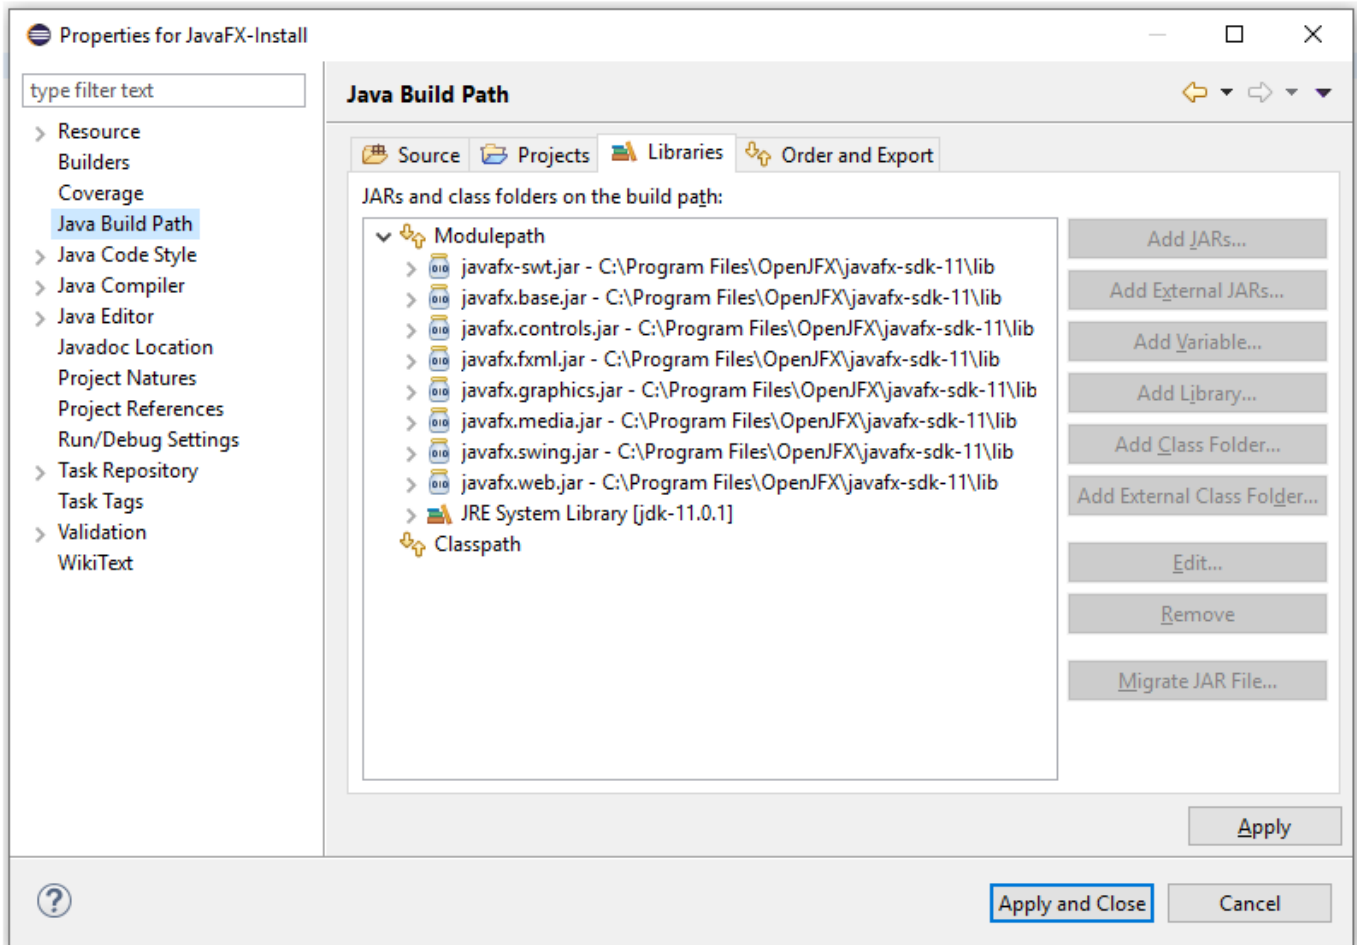 Properties for JavaFX-Install
type filter text
Resource
Builders
Coverage
Java Build Path
Java Code Style
Java Compiler
Java Editor
Javadoc Location
Project Natures
Project References
Run/Debug Settings
Task Repository
Task Tags
Validation
WikiText
Java Build Path
Source Projects Libraries Order and Export
JARs and class folders on the build path:
Modulepath
javafx-swt.jar - C:\Program Files\OpenJFX\javafx-sdk-11\lib
javafx.base.jar - C:\Program Files\OpenJFX\javafx-sdk-11\lib
javafx.controls.jar - C:\Program Files\OpenJFX\javafx-sdk-11\lib
javafx.fxml.jar - C:\Program Files\OpenJFX\javafx-sdk-11\lib
javafx.graphics.jar - C:\Program Files\OpenJFX\javafx-sdk-11\lib
javafx.media.jar - C:\Program Files\OpenJFX\javafx-sdk-11\lib
javafx.swing.jar - C:\Program Files\OpenJFX\javafx-sdk-11\lib
javafx.web.jar - C:\Program Files\OpenJFX\javafx-sdk-11\lib
JRE System Library [jdk-11.0.1]
Classpath
Add JARs...
Add External JARs...
Add Variable...
Add Library...
Add Class Folder...
Add External Class Folder...
Edit...
Remove
Migrate JAR File...
Apply
Apply and Close
Cancel